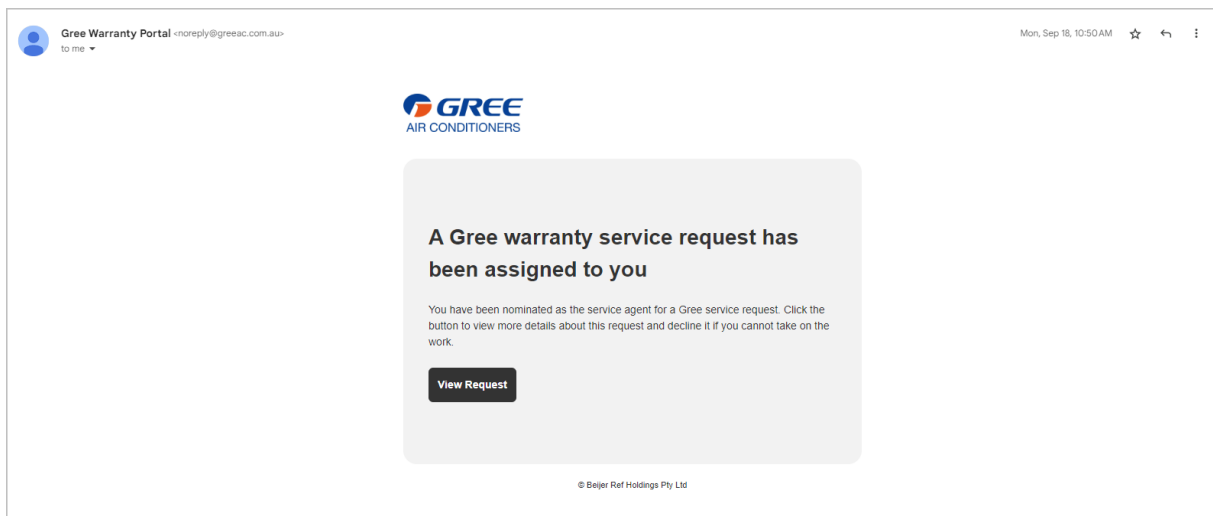 Gree Warranty Portal <noreply@greeac.com.au>
Mon, Sep 18, 10:50 AM
to me
GREE
AIR CONDITIONERS
A Gree warranty service request has
been assigned to you
You have been nominated as the service agent for a Gree service request. Click the
button to view more details about this request and decline it if you cannot take on the
work.
View Request
© Beijer Ref Holdings Pty Ltd